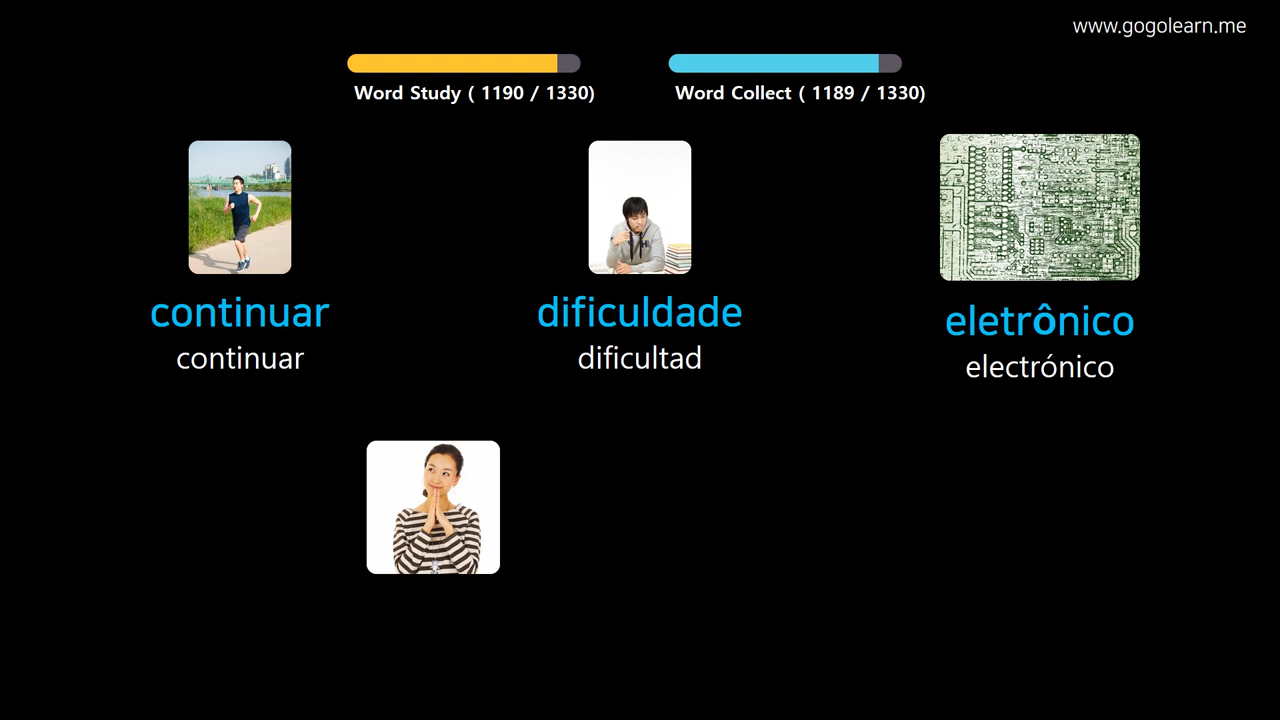 www.gogolearn.me
Word Study ( 1190 / 1330)
Word Collect ( 1189 / 1330)
continuar
continuar
dificuldade
dificultad
eletrônico
electrónico